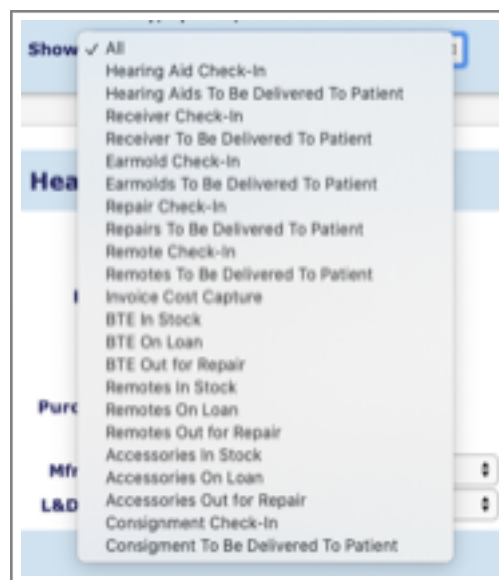 Show ✓ All
Hearing Aid Check-In
Hearing Aids To Be Delivered To Patient
Receiver Check-In
Receiver To Be Delivered To Patient
Earmold Check-In
Hea
Earmolds To Be Delivered To Patient
Repair Check-In
Repairs To Be Delivered To Patient
Remote Check-In
Remotes To Be Delivered To Patient
Invoice Cost Capture
BTE In Stock
BTE On Loan
BTE Out for Repair
Remotes In Stock
Purc
Remotes On Loan
Remotes Out for Repair
Accessories In Stock
Mfr
Accessories On Loan
L&D
Accessories Out for Repair
Consignment Check-In
Consigment To Be Delivered To Patient